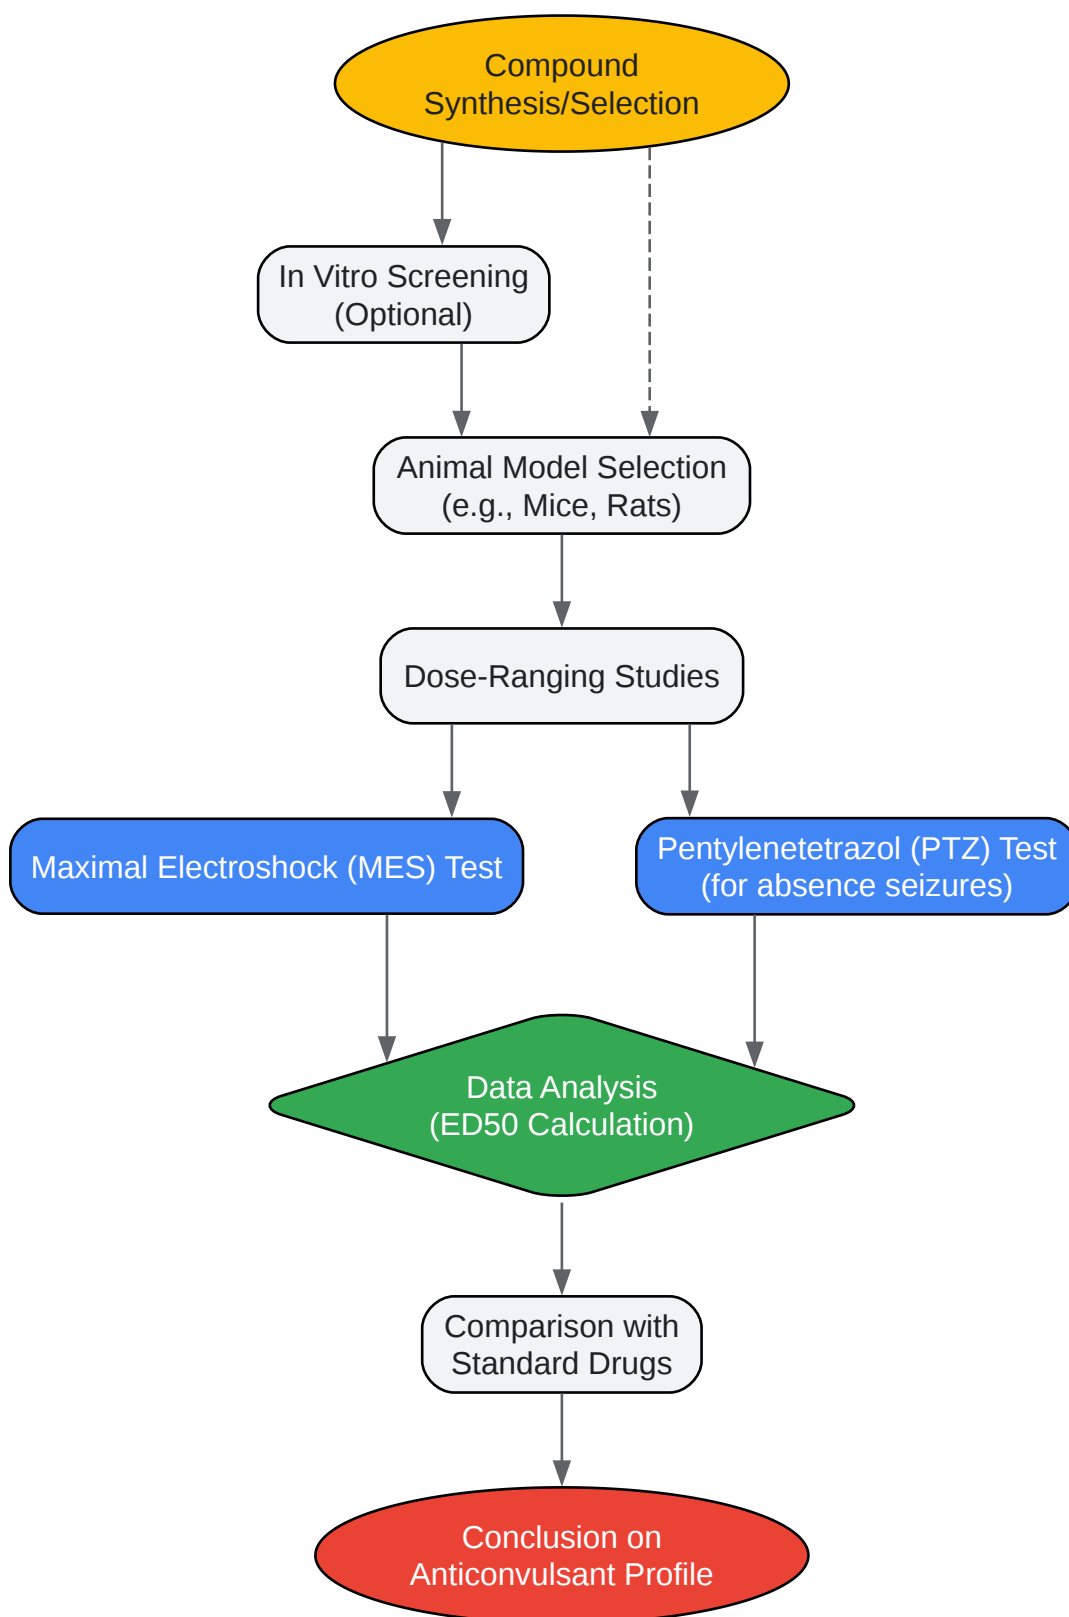 Compound
Synthesis/Selection
In Vitro Screening
(Optional)
Animal Model Selection
(e.g., Mice, Rats)
Dose-Ranging Studies
Maximal Electroshock (MES) Test
Pentylenetetrazol (PTZ) Test
(for absence seizures)
Data Analysis
(ED50 Calculation)
Comparison with
Standard Drugs
Conclusion on
Anticonvulsant Profile